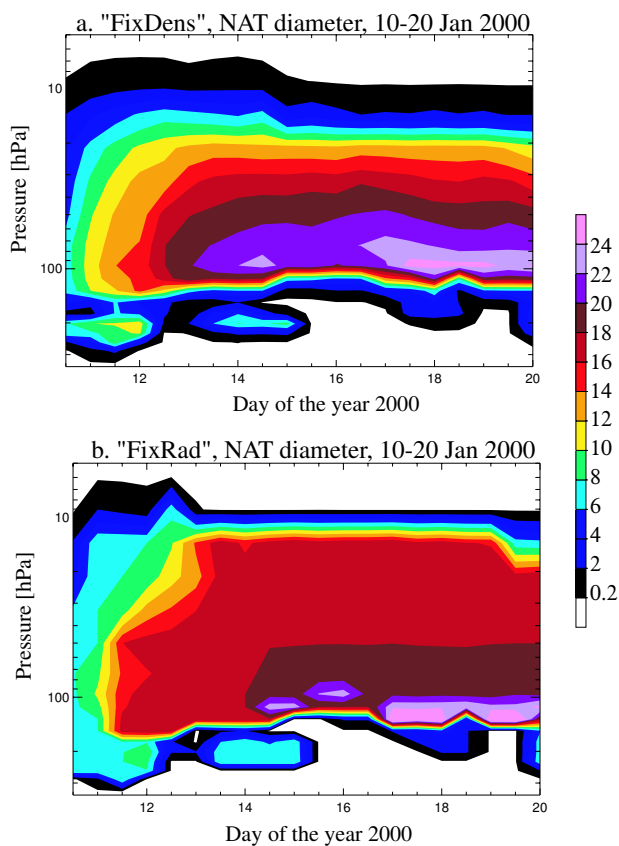 a. "FixDens", NAT diameter, 10-20 Jan 2000
10
100
Pressure [hPa]
12 14 16 18 20
Day of the year 2000
b. "FixRad", NAT diameter, 10-20 Jan 2000
10
100
Pressure [hPa]
12 14 16 18 20
Day of the year 2000
24
22
20
18
16
14
12
10
8
6
4
2
0.2